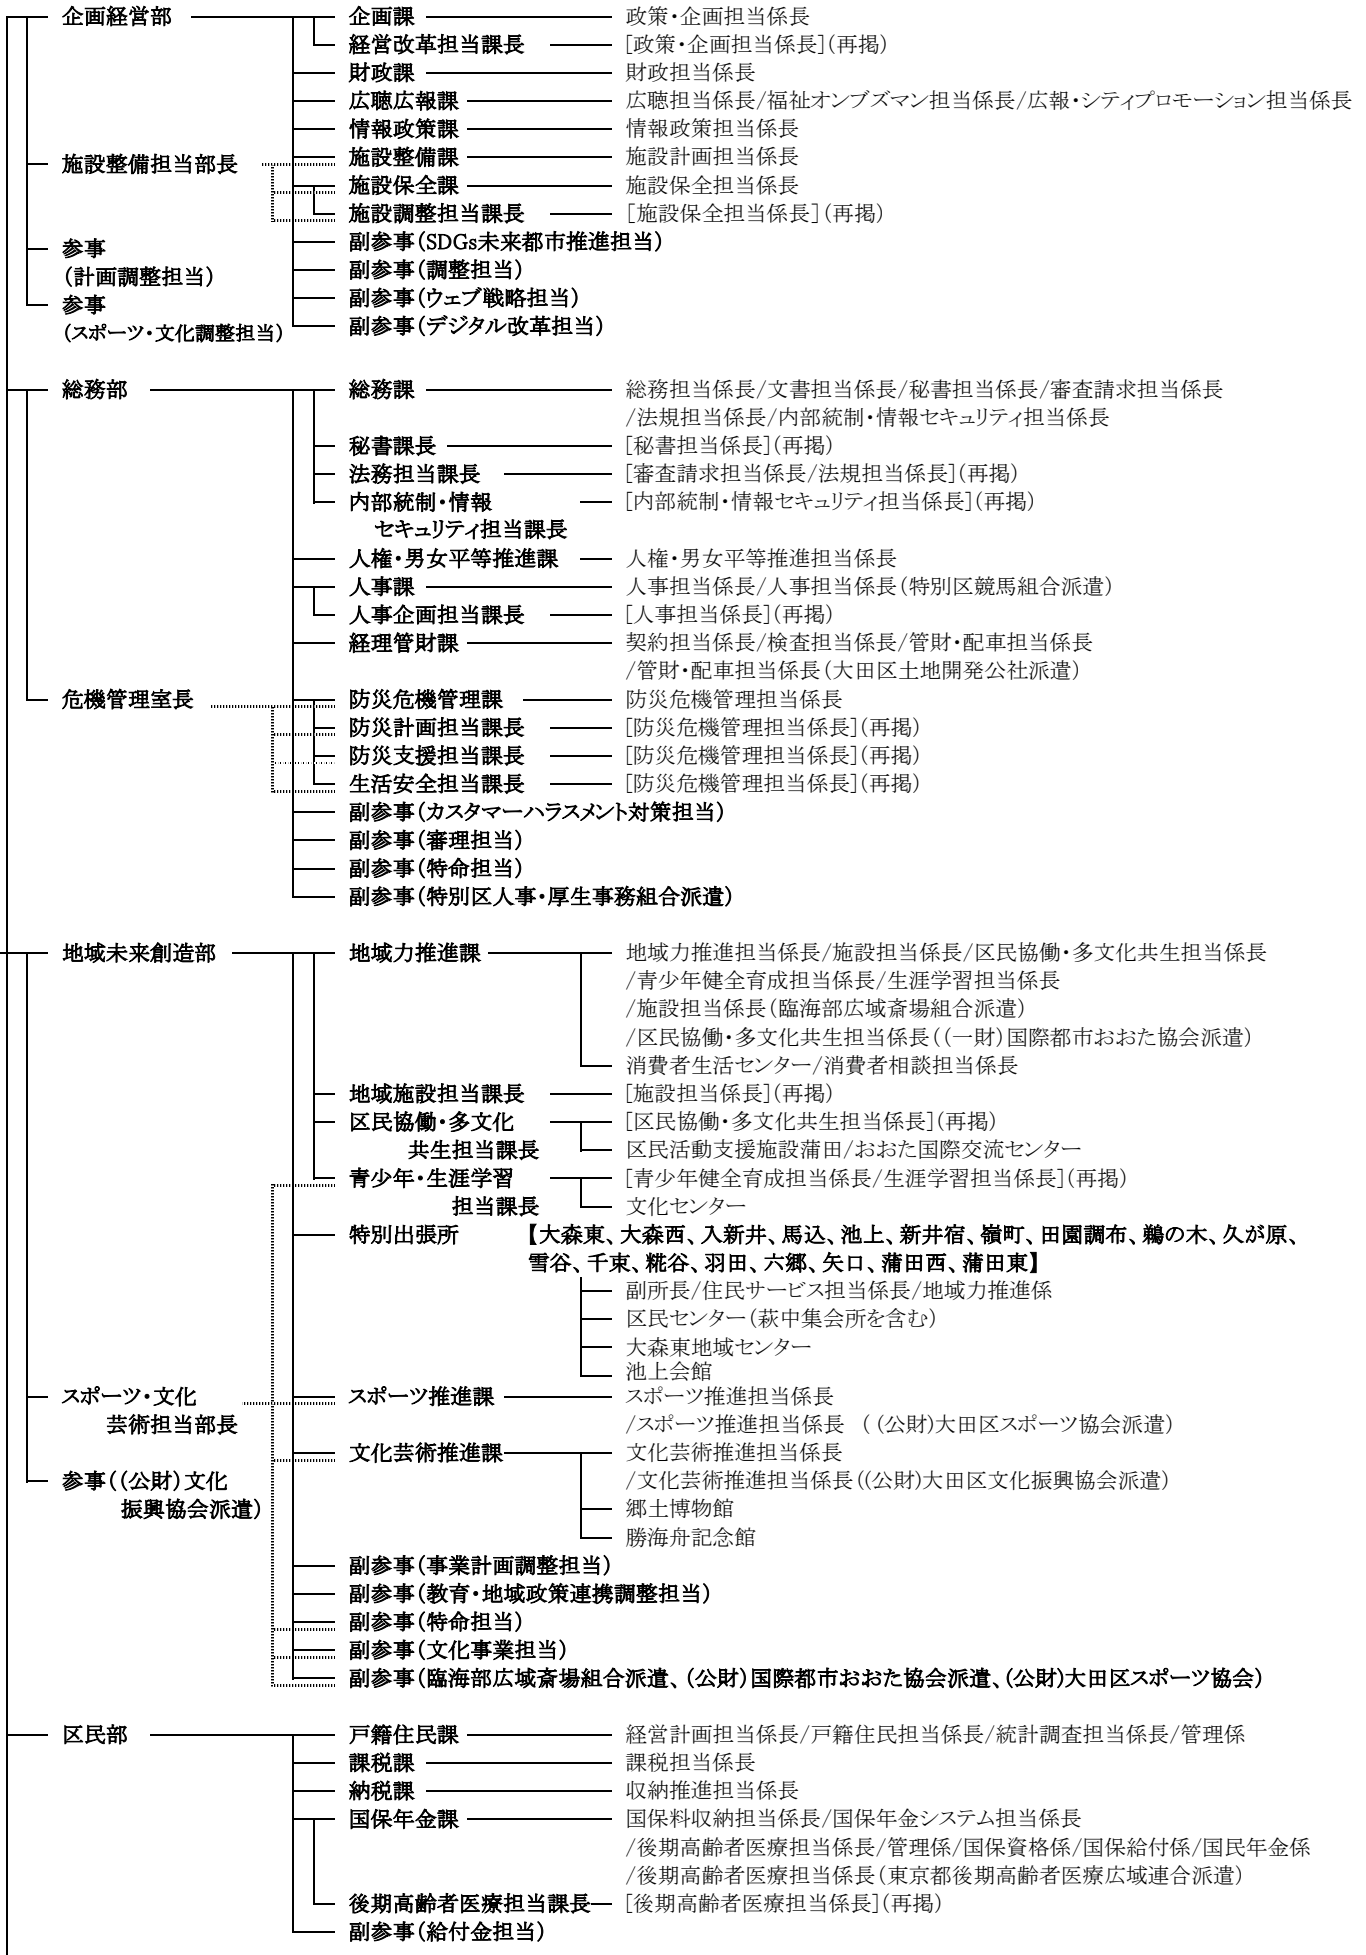 企画経営部 企画課 政策・企画担当係長
経営改革担当課長 [政策・企画担当係長](再掲)
財政課 財政担当係長
広聴広報課 広聴担当係長/福祉オンブズマン担当係長/広報・シティプロモーション担当係長
情報政策課 情報政策担当係長
施設整備担当部長 施設整備課 施設計画担当係長
施設保全課 施設保全担当係長
施設調整担当課長 [施設保全担当係長](再掲)
参事 副参事(SDGs未来都市推進担当)
(計画調整担当) 副参事(調整担当)
参事 副参事(ウェブ戦略担当)
(スポーツ・文化調整担当) 副参事(デジタル改革担当)
総務部 総務課 総務担当係長/文書担当係長/秘書担当係長/審査請求担当係長
/法規担当係長/内部統制・情報セキュリティ担当係長
秘書課長 [秘書担当係長](再掲)
法務担当課長 [審査請求担当係長/法規担当係長](再掲)
内部統制・情報 [内部統制・情報セキュリティ担当係長](再掲)
セキュリティ担当課長
人権・男女平等推進課 人権・男女平等推進担当係長
人事課 人事担当係長/人事担当係長(特別区競馬組合派遣)
人事企画担当課長 [人事担当係長](再掲)
経理管財課 契約担当係長/検査担当係長/管財・配車担当係長
/管財・配車担当係長(大田区土地開発公社派遣)
危機管理室長 防災危機管理課 防災危機管理担当係長
防災計画担当課長 [防災危機管理担当係長](再掲)
防災支援担当課長 [防災危機管理担当係長](再掲)
生活安全担当課長 [防災危機管理担当係長](再掲)
副参事(カスタマーハラスメント対策担当)
副参事(審理担当)
副参事(特命担当)
副参事(特別区人事・厚生事務組合派遣)
地域未来創造部 地域力推進課 地域力推進担当係長/施設担当係長/区民協働・多文化共生担当係長
/青少年健全育成担当係長/生涯学習担当係長
/施設担当係長(臨海部広域斎場組合派遣)
/区民協働・多文化共生担当係長((一財)国際都市おおた協会派遣)
消費者生活センター/消費者相談担当係長
地域施設担当課長 [施設担当係長](再掲)
区民協働・多文化 [区民協働・多文化共生担当係長](再掲)
共生担当課長 区民活動支援施設蒲田/おおた国際交流センター
青少年・生涯学習 [青少年健全育成担当係長/生涯学習担当係長](再掲)
担当課長 文化センター
特別出張所 【大森東、大森西、入新井、馬込、池上、新井宿、嶺町、田園調布、鵜の木、久が原、
雪谷、千束、糀谷、羽田、六郷、矢口、蒲田西、蒲田東】
副所長/住民サービス担当係長/地域力推進係
区民センター(萩中集会所を含む)
大森東地域センター
池上会館
スポーツ・文化 スポーツ推進課 スポーツ推進担当係長
芸術担当部長 /スポーツ推進担当係長 ((公財)大田区スポーツ協会派遣)
文化芸術推進課 文化芸術推進担当係長
参事((公財)文化 /文化芸術推進担当係長((公財)大田区文化振興協会派遣)
振興協会派遣) 郷土博物館
勝海舟記念館
副参事(事業計画調整担当)
副参事(教育・地域政策連携調整担当)
副参事(特命担当)
副参事(文化事業担当)
副参事(臨海部広域斎場組合派遣、(公財)国際都市おおた協会派遣、(公財)大田区スポーツ協会)
区民部 戸籍住民課 経営計画担当係長/戸籍住民担当係長/統計調査担当係長/管理係
課税課 課税担当係長
納税課 収納推進担当係長
国保年金課 国保料収納担当係長/国保年金システム担当係長
/後期高齢者医療担当係長/管理係/国保資格係/国保給付係/国民年金係
/後期高齢者医療担当係長(東京都後期高齢者医療広域連合派遣)
後期高齢者医療担当課長 [後期高齢者医療担当係長](再掲)
副参事(給付金担当)